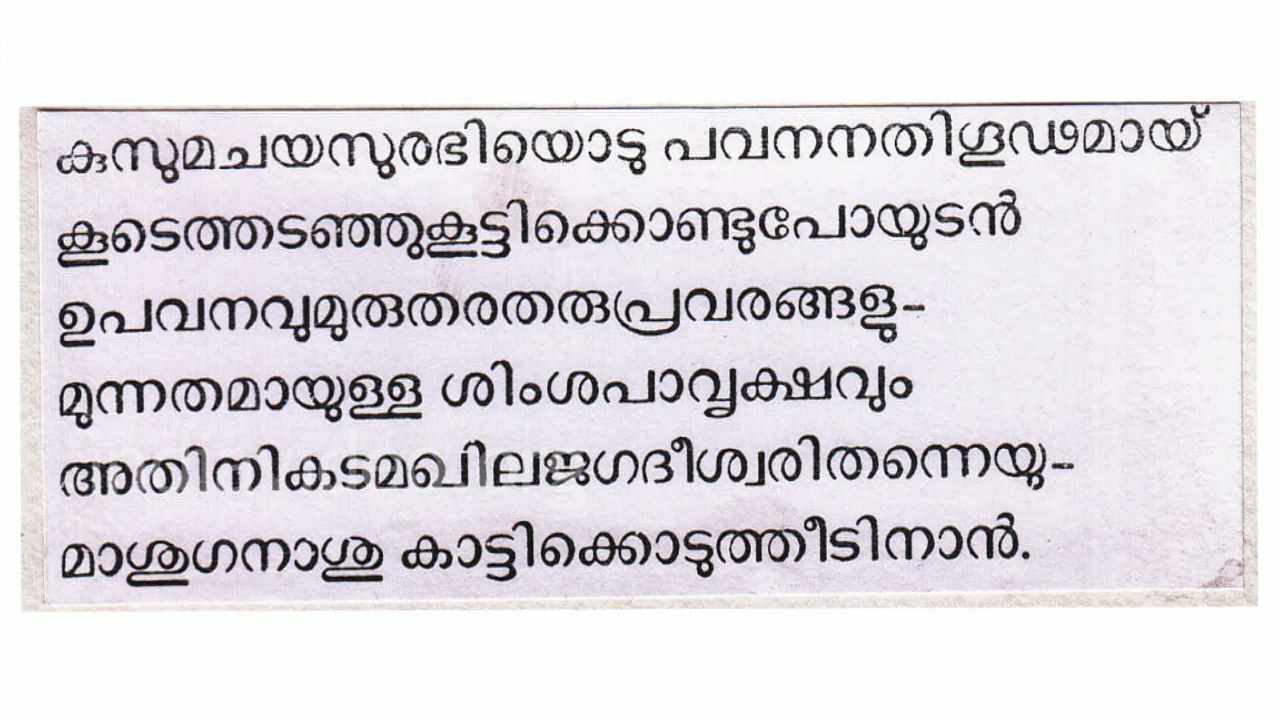 കുസുമചയസുരഭിയൊടു പവനനതിഗൂഢമായ്
കൂടെത്തടഞ്ഞുകൂട്ടിക്കൊണ്ടുപോയുടൻ
ഉപവനവുമുരുതരതരുപ്രവരങ്ങളു–
മുന്നതമായുള്ള ശിംശപാവൃക്ഷവും
അതിനികടമഖിലജഗദീശ്വരിതന്നെയു–
മാശുഗനാശു കാട്ടിക്കൊടുത്തീടിനാൻ.